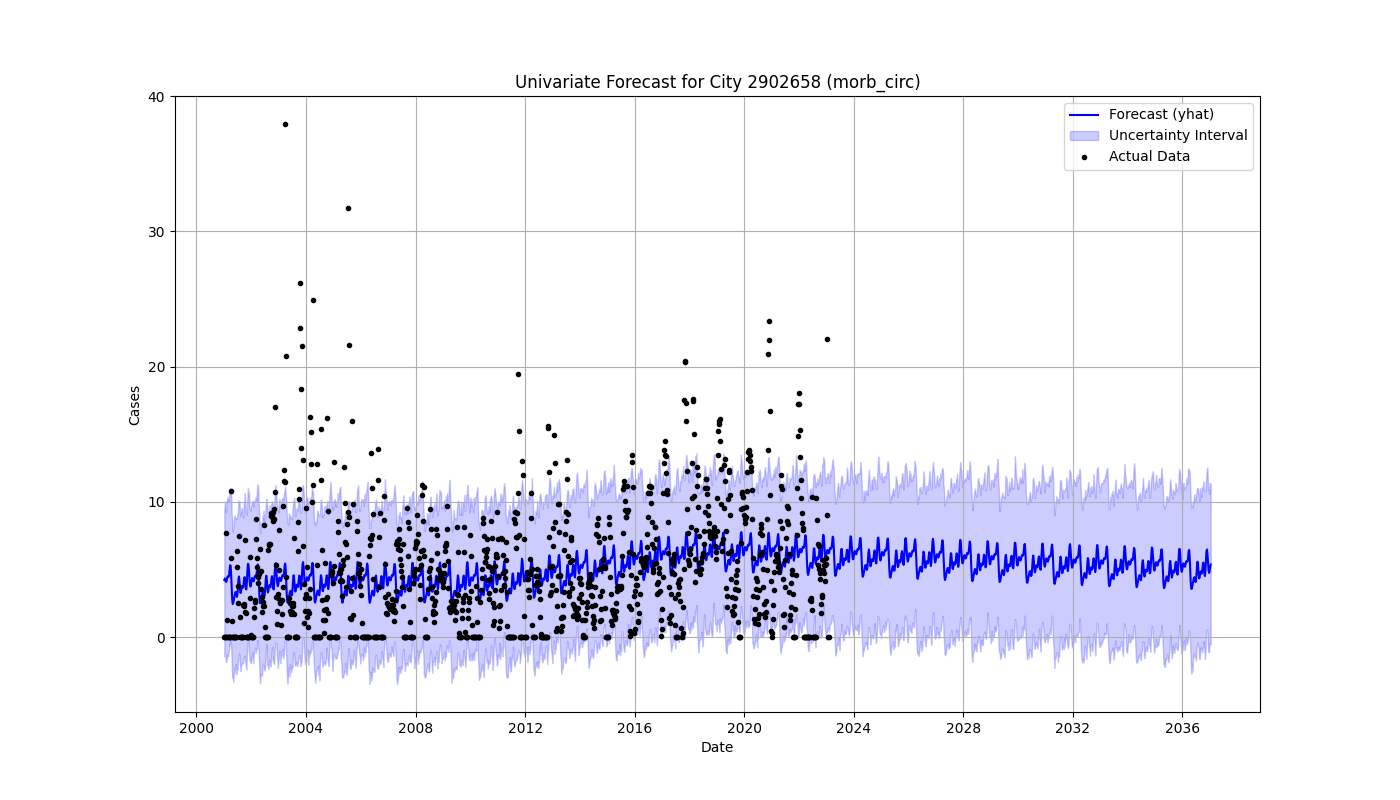 Univariate Forecast for City 2902658 (morb_circ)
Forecast (yhat)
Uncertainty Interval
Actual Data
Cases
40
30
20
10
0
2000 2004 2008 2012 2016 2020 2024 2028 2032 2036
Date